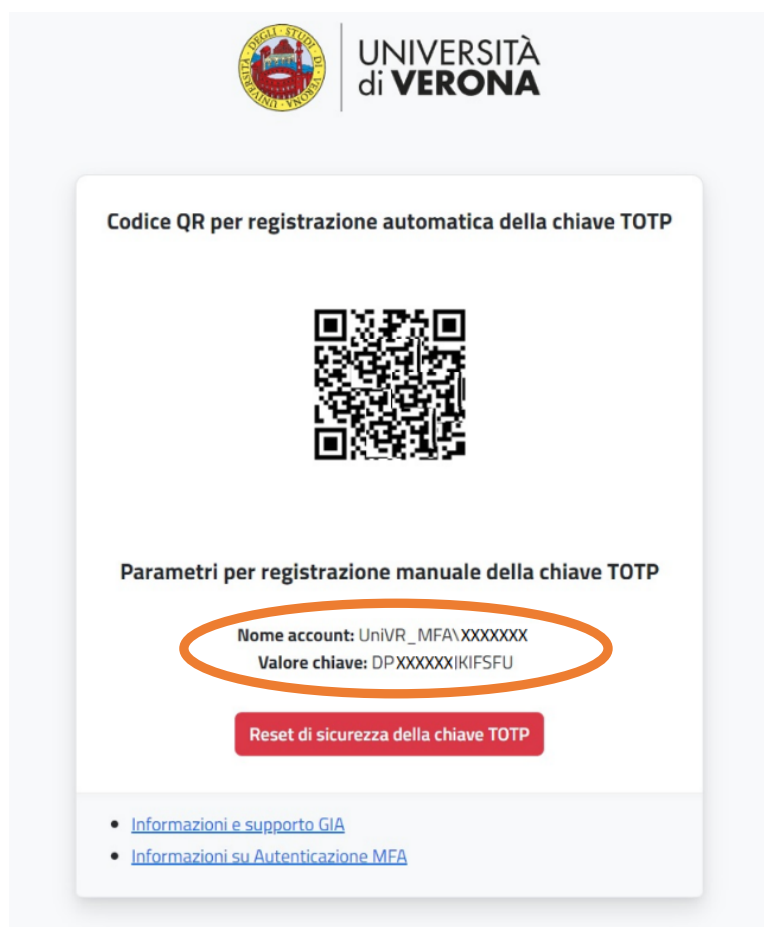 UNIVERSITÀ
di VERONA
Codice QR per registrazione automatica della chiave TOTP
Parametri per registrazione manuale della chiave TOTP
Nome account: UniVR_MFA\XXXXXXX
Valore chiave: DPXXXXXXIKIFSFU
Reset di sicurezza della chiave TOTP
Informazioni e supporto GIA
Informazioni su Autenticazione MFA